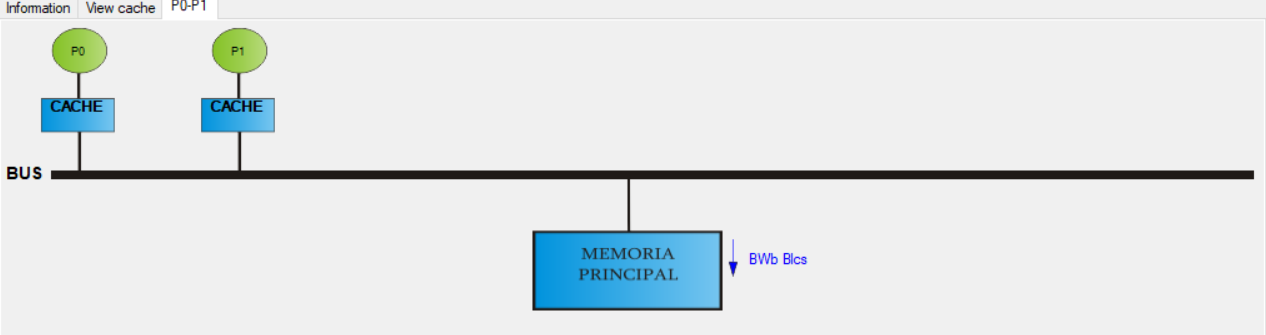 Information View cache P0-P1
P0 P1
CACHE CACHE
BUS
MEMORIA
PRINCIPAL
BWb Blcs